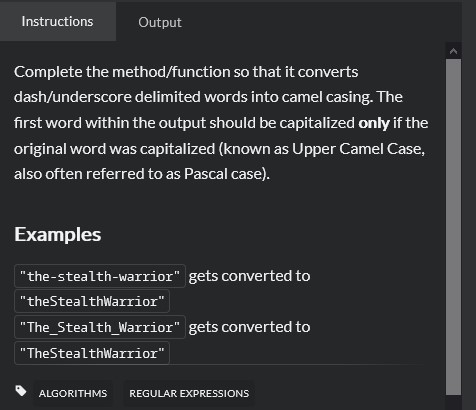 Instructions
Output
Complete the method/function so that it converts
dash/underscore delimited words into camel casing. The
first word within the output should be capitalized only if the
original word was capitalized (known as Upper Camel Case,
also often referred to as Pascal case).
Examples
"the-stealth-warrior" gets converted to
"theStealthWarrior"
"The_Stealth_Warrior" gets converted to
"TheStealthWarrior"
ALGORITHMS REGULAR EXPRESSIONS